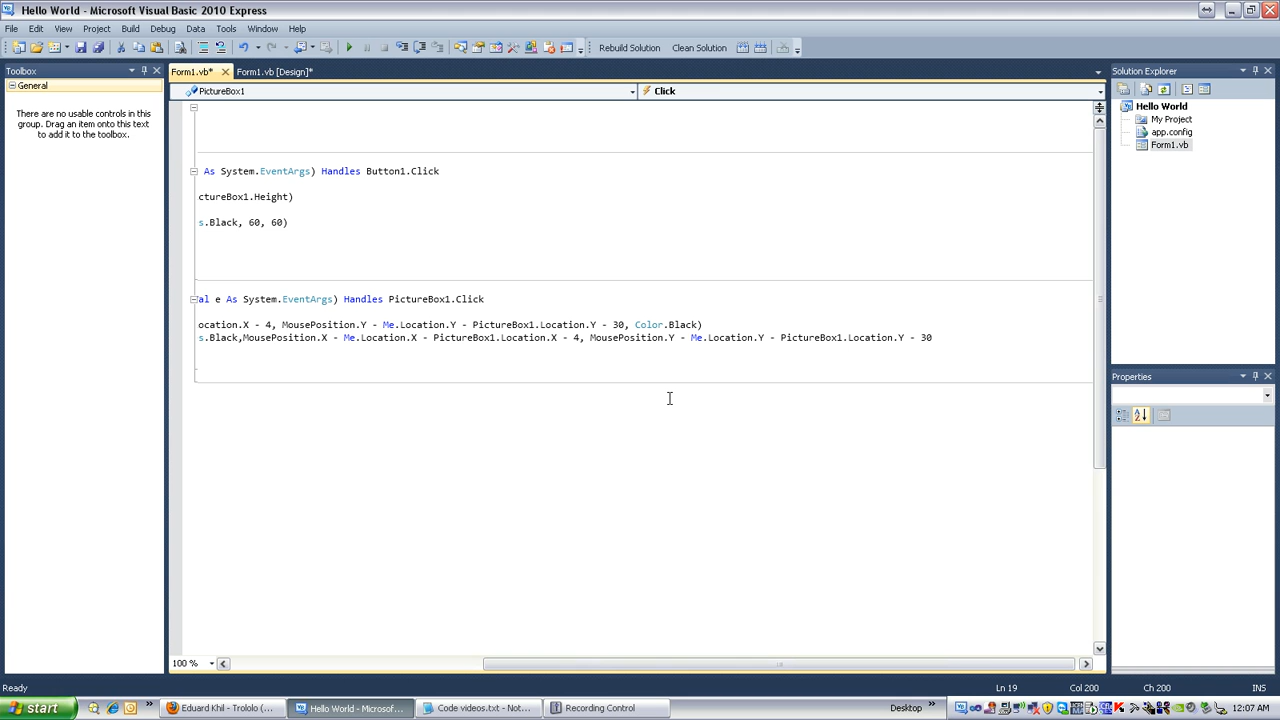 Hello World - Microsoft Visual Basic 2010 Express
File Edit View Project Build Debug Data Tools Window Help
Rebuild Solution Clean Solution
Toolbox
General
There are no usable controls in this
group. Drag an item onto this text
to add it to the toolbox.
Form1.vb* Form1.vb [Design]*
PictureBox1 Click
As System.EventArgs) Handles Button1.Click
ctureBox1.Height)
s.Black, 60, 60)
al e As System.EventArgs) Handles PictureBox1.Click
ocation.X - 4, MousePosition.Y - Me.Location.Y - PictureBox1.Location.Y - 30, Color.Black)
s.Black,MousePosition.X - Me.Location.X - PictureBox1.Location.X - 4, MousePosition.Y - Me.Location.Y - PictureBox1.Location.Y - 30
100 %
Solution Explorer
Hello World
My Project
app.config
Form1.vb
Properties
Ready Ln 19 Col 200 Ch 200 INS
start Eduard Khil - Trololo (... Hello World - Microsof... Code videos.txt - Not... Recording Control Desktop 12:07 AM